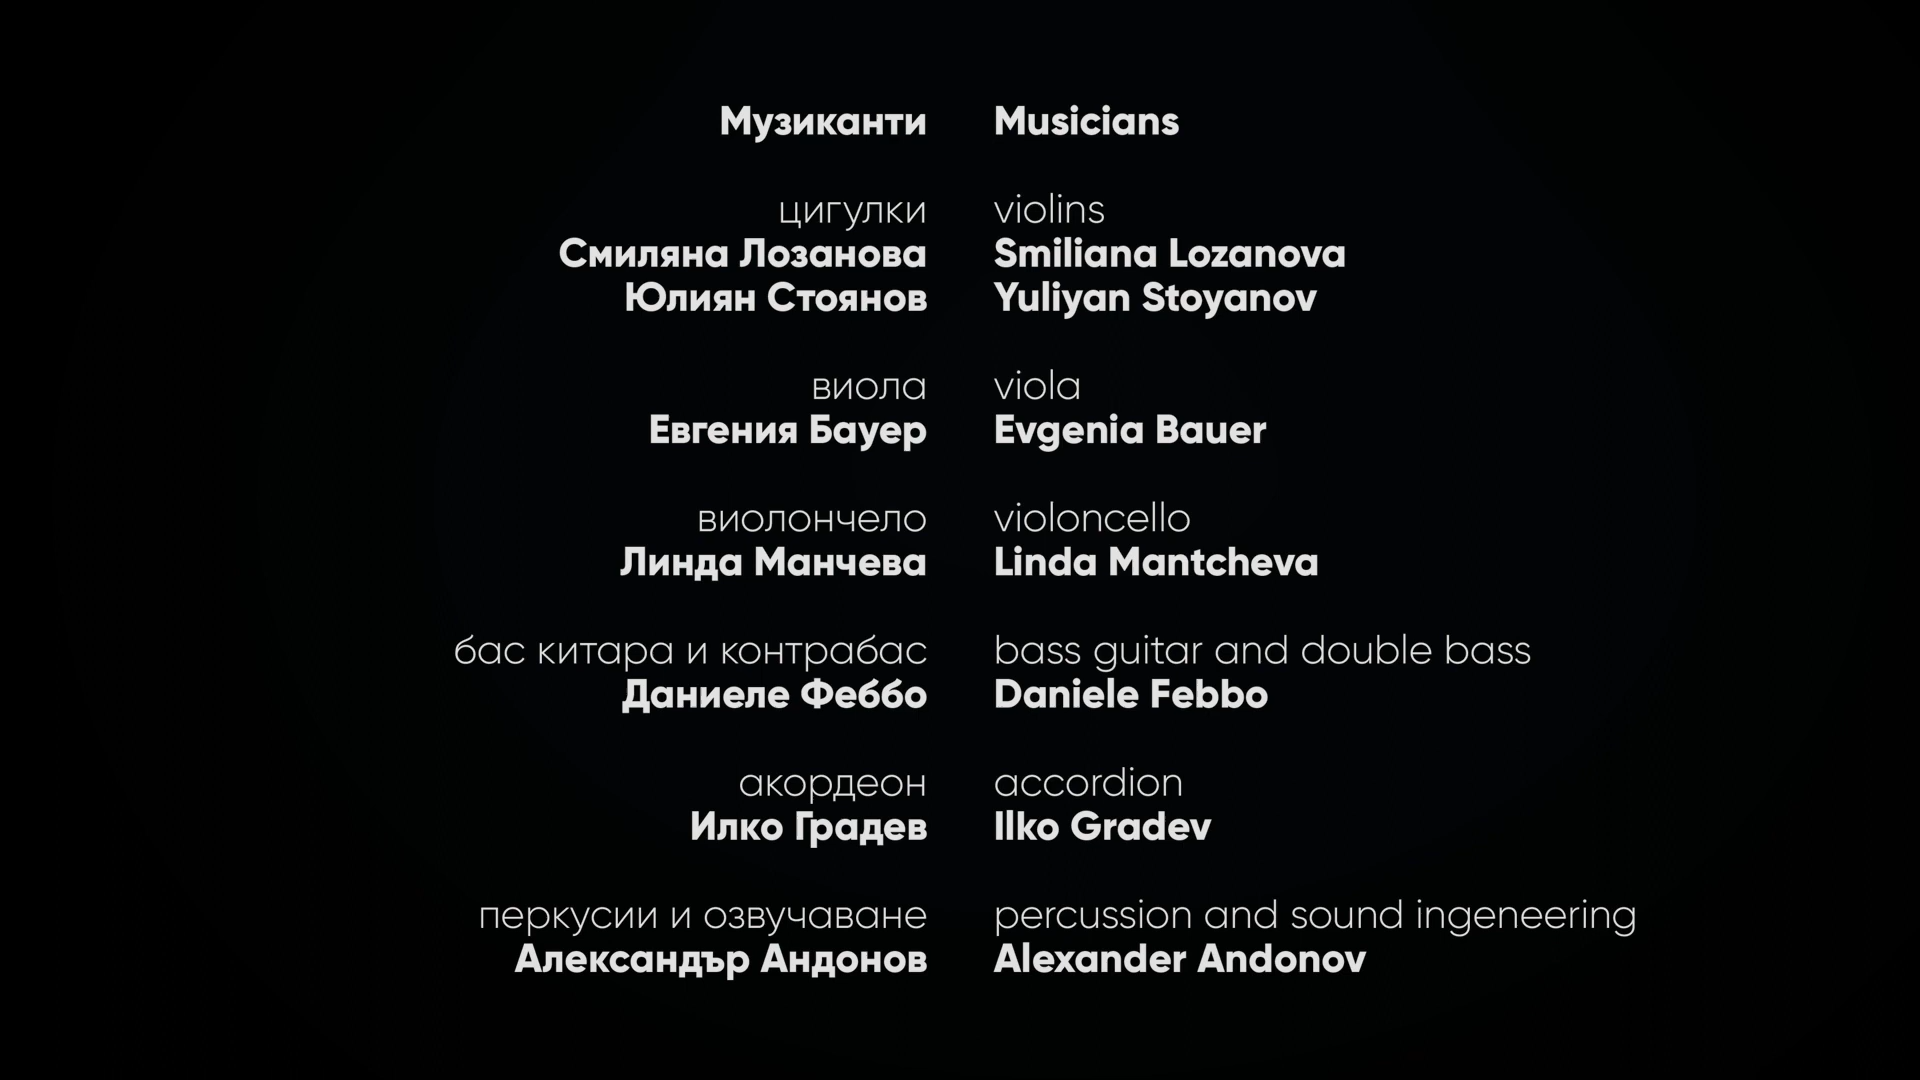 Музиканти Musicians
цигулки violins
Смиляна Лозанова Smiliana Lozanova
Юлиян Стоянов Yuliyan Stoyanov
виола viola
Евгения Бауер Evgenia Bauer
виолончело violoncello
Линда Манчева Linda Mantcheva
бас китара и контрабас bass guitar and double bass
Даниеле Феббо Daniele Febbo
акордеон accordion
Илко Градев Ilko Gradev
перкусии и озвучаване percussion and sound ingeneering
Александър Андонов Alexander Andonov